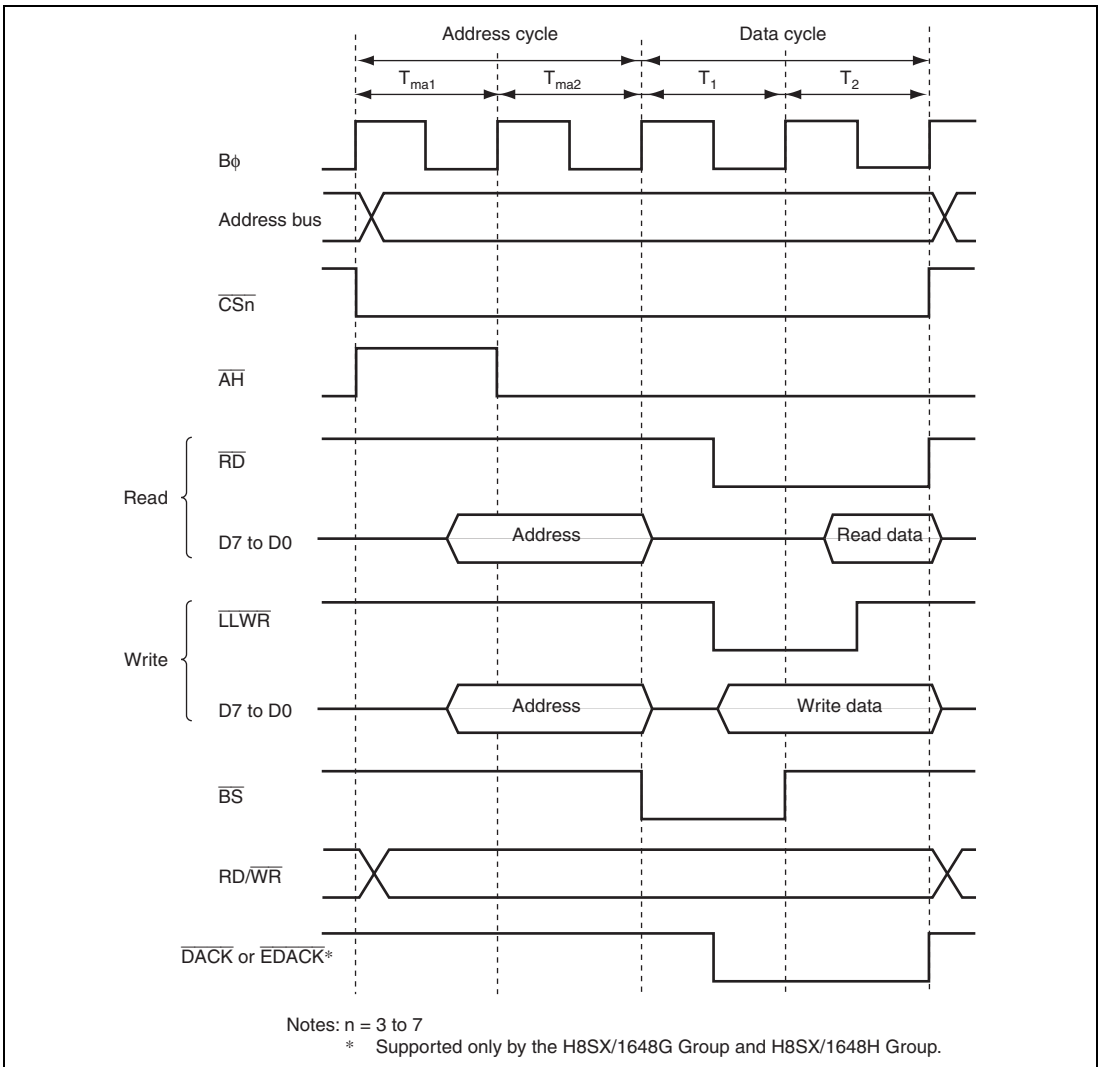 Address cycle Data cycle
Tma1 Tma2 T1 T2
Bϕ
Address bus
CSn
AH
RD
Read
D7 to D0 Address Read data
LLWR
Write
D7 to D0 Address Write data
BS
RD/WR
DACK or EDACK*
Notes: n = 3 to 7
* Supported only by the H8SX/1648G Group and H8SX/1648H Group.